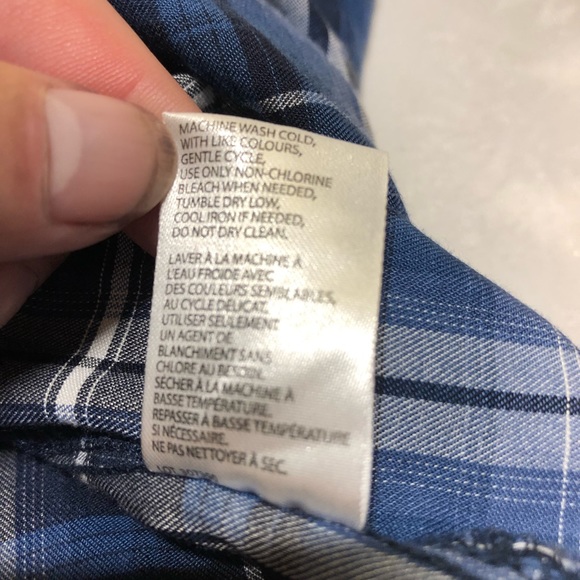 MACHINE WASH COLD,
WITH LIKE COLOURS,
GENTLE CYCLE,
USE ONLY NON-CHLORINE
BLEACH WHEN NEEDED,
TUMBLE DRY LOW,
COOL IRON IF NEEDED,
DO NOT DRY CLEAN.
LAVER À LA MACHINE À
L'EAU FROIDE AVEC
DES COULEURS SEMBLABLES,
AU CYCLE DÉLICAT.
UTILISER SEULEMENT
UN AGENT DE
BLANCHIMENT SANS
CHLORE AU BESOIN.
SÉCHER À LA MACHINE À
BASSE TEMPÉRATURE.
REPASSER À BASSE TEMPÉRATURE
SI NÉCESSAIRE.
NE PAS NETTOYER À SEC.